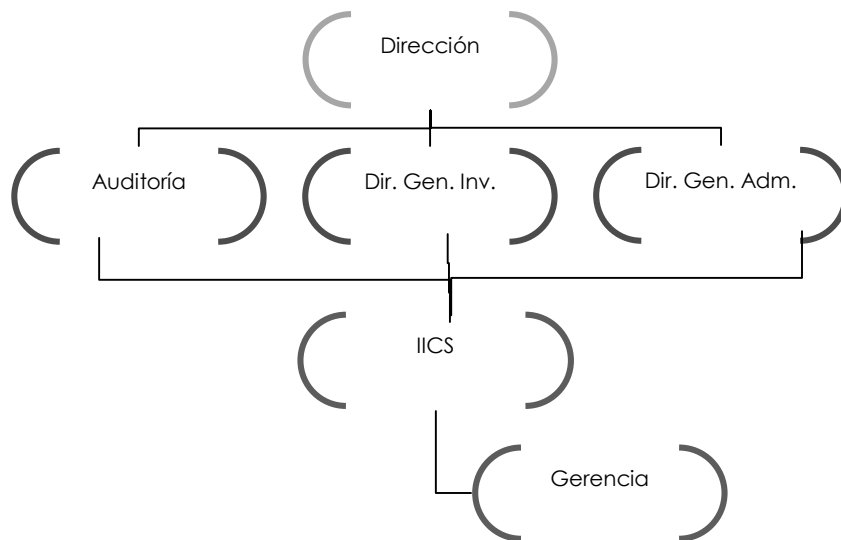 Dirección
Auditoría
Dir. Gen. Inv.
Dir. Gen. Adm.
IICS
Gerencia